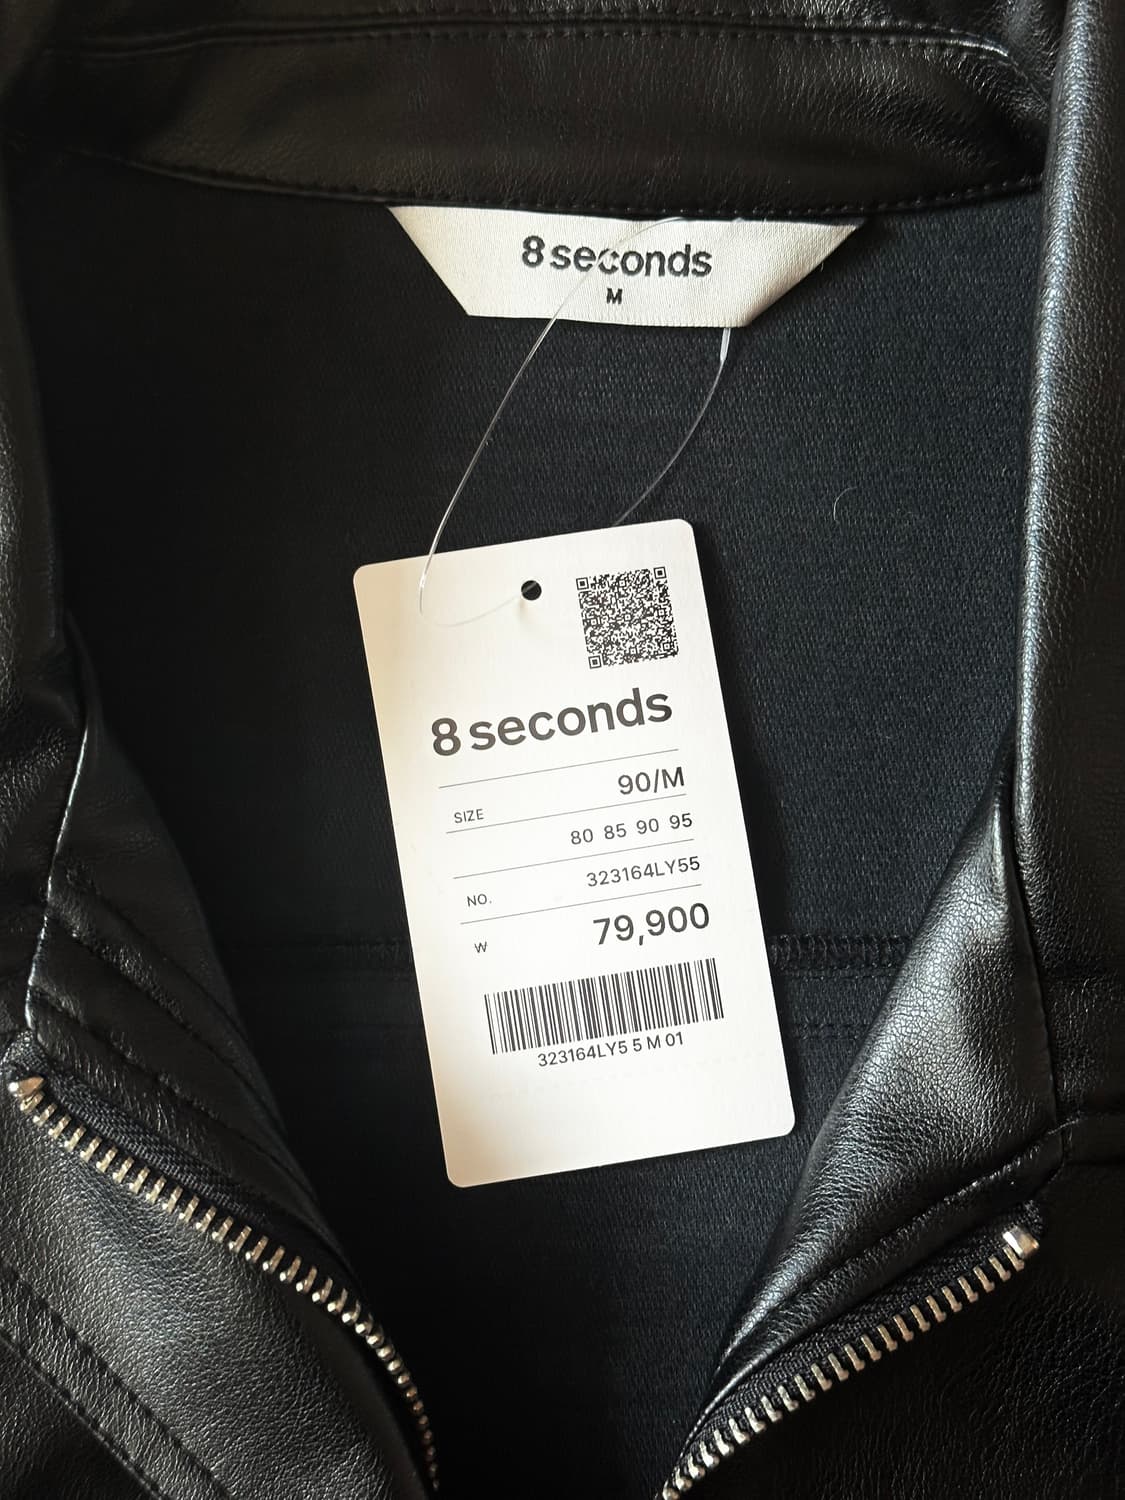 8 seconds
M
8 seconds
SIZE 90/M
80 85 90 95
NO. 323164LY55
₩ 79,900
323164LY5 5 M 01